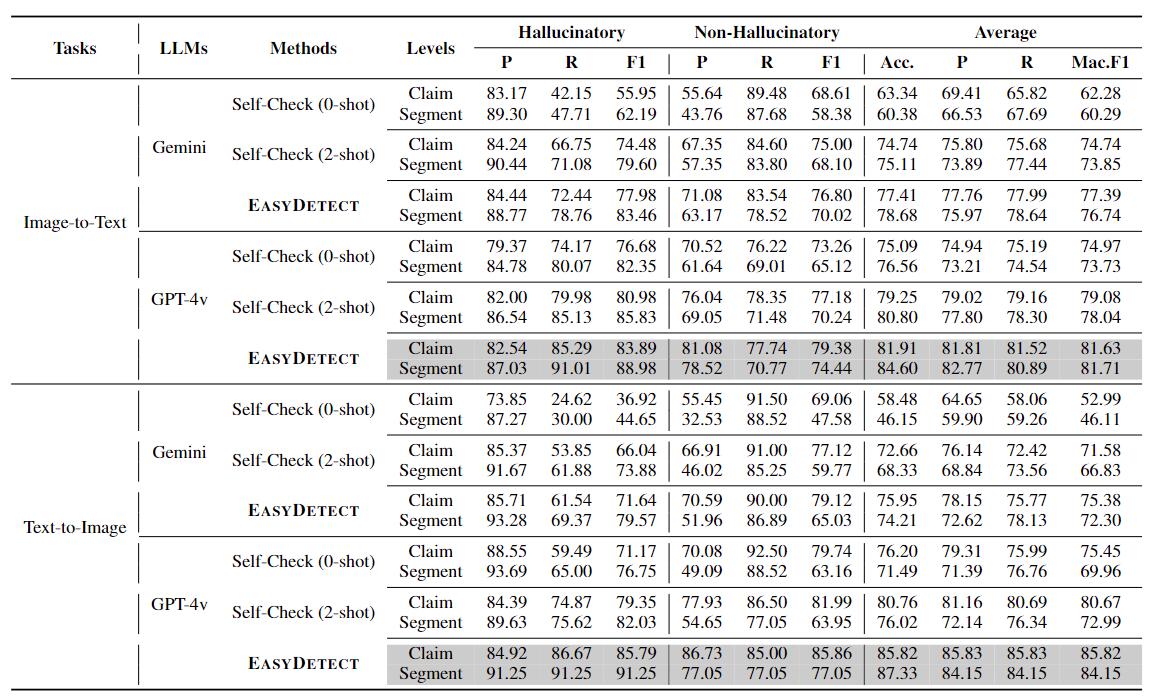 Tasks LLMs Methods Levels Hallucinatory Non-Hallucinatory Average
P R F1 P R F1 Acc. P R Mac.F1
Image-to-Text Gemini Self-Check (0-shot) Claim 83.17 42.15 55.95 55.64 89.48 68.61 63.34 69.41 65.82 62.28
Segment 89.30 47.71 62.19 43.76 87.68 58.38 60.38 66.53 67.69 60.29
Self-Check (2-shot) Claim 84.24 66.75 74.48 67.35 84.60 75.00 74.74 75.80 75.68 74.74
Segment 90.44 71.08 79.60 57.35 83.80 68.10 75.11 73.89 77.44 73.85
EASYDETECT Claim 84.44 72.44 77.98 71.08 83.54 76.80 77.41 77.76 77.99 77.39
Segment 88.77 78.76 83.46 63.17 78.52 70.02 78.68 75.97 78.64 76.74
GPT-4v Self-Check (0-shot) Claim 79.37 74.17 76.68 70.52 76.22 73.26 75.09 74.94 75.19 74.97
Segment 84.78 80.07 82.35 61.64 69.01 65.12 76.56 73.21 74.54 73.73
Self-Check (2-shot) Claim 82.00 79.98 80.98 76.04 78.35 77.18 79.25 79.02 79.16 79.08
Segment 86.54 85.13 85.83 69.05 71.48 70.24 80.80 77.80 78.30 78.04
EASYDETECT Claim 82.54 85.29 83.89 81.08 77.74 79.38 81.91 81.81 81.52 81.63
Segment 87.03 91.01 88.98 78.52 70.77 74.44 84.60 82.77 80.89 81.71
Text-to-Image Gemini Self-Check (0-shot) Claim 73.85 24.62 36.92 55.45 91.50 69.06 58.48 64.65 58.06 52.99
Segment 87.27 30.00 44.65 32.53 88.52 47.58 46.15 59.90 59.26 46.11
Self-Check (2-shot) Claim 85.37 53.85 66.04 66.91 91.00 77.12 72.66 76.14 72.42 71.58
Segment 91.67 61.88 73.88 46.02 85.25 59.77 68.33 68.84 73.56 66.83
EASYDETECT Claim 85.71 61.54 71.64 70.59 90.00 79.12 75.95 78.15 75.77 75.38
Segment 93.28 69.37 79.57 51.96 86.89 65.03 74.21 72.62 78.13 72.30
GPT-4v Self-Check (0-shot) Claim 88.55 59.49 71.17 70.08 92.50 79.74 76.20 79.31 75.99 75.45
Segment 93.69 65.00 76.75 49.09 88.52 63.16 71.49 71.39 76.76 69.96
Self-Check (2-shot) Claim 84.39 74.87 79.35 77.93 86.50 81.99 80.76 81.16 80.69 80.67
Segment 89.63 75.62 82.03 54.65 77.05 63.95 76.02 72.14 76.34 72.99
EASYDETECT Claim 84.92 86.67 85.79 86.73 85.00 85.86 85.82 85.83 85.83 85.82
Segment 91.25 91.25 91.25 77.05 77.05 77.05 87.33 84.15 84.15 84.15